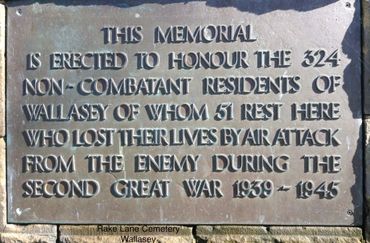 THIS MEMORIAL
IS ERECTED TO HONOUR THE 324
NON-COMBATANT RESIDENTS OF
WALLASEY OF WHOM 51 REST HERE
WHO LOST THEIR LIVES BY AIR ATTACK
FROM THE ENEMY DURING THE
SECOND GREAT WAR 1939-1945
Rake Lane Cemetery
Wallasey